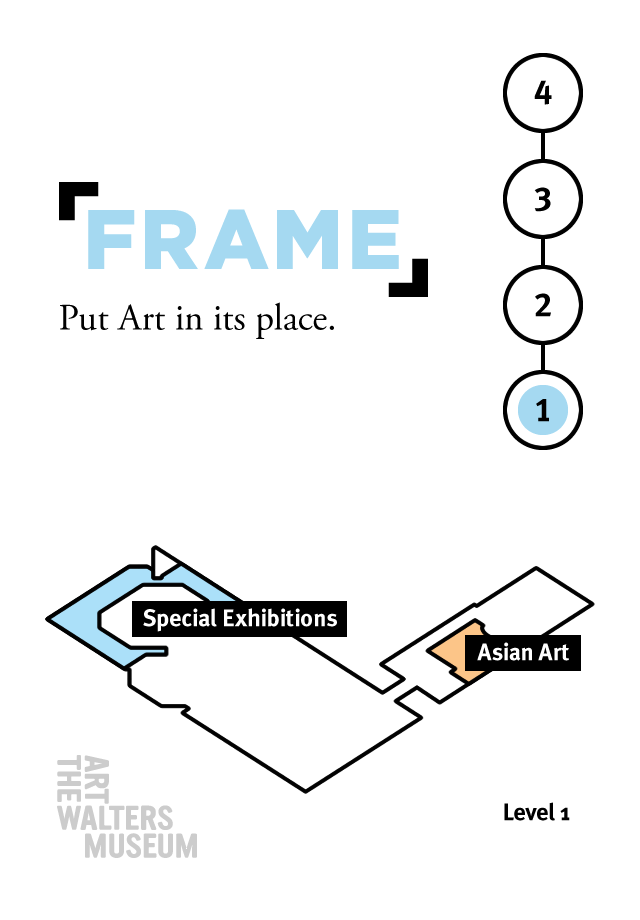 FRAME
Put Art in its place.
4
3
2
1
Special Exhibitions
Asian Art
THE
ART
WALTERS
MUSEUM
Level 1